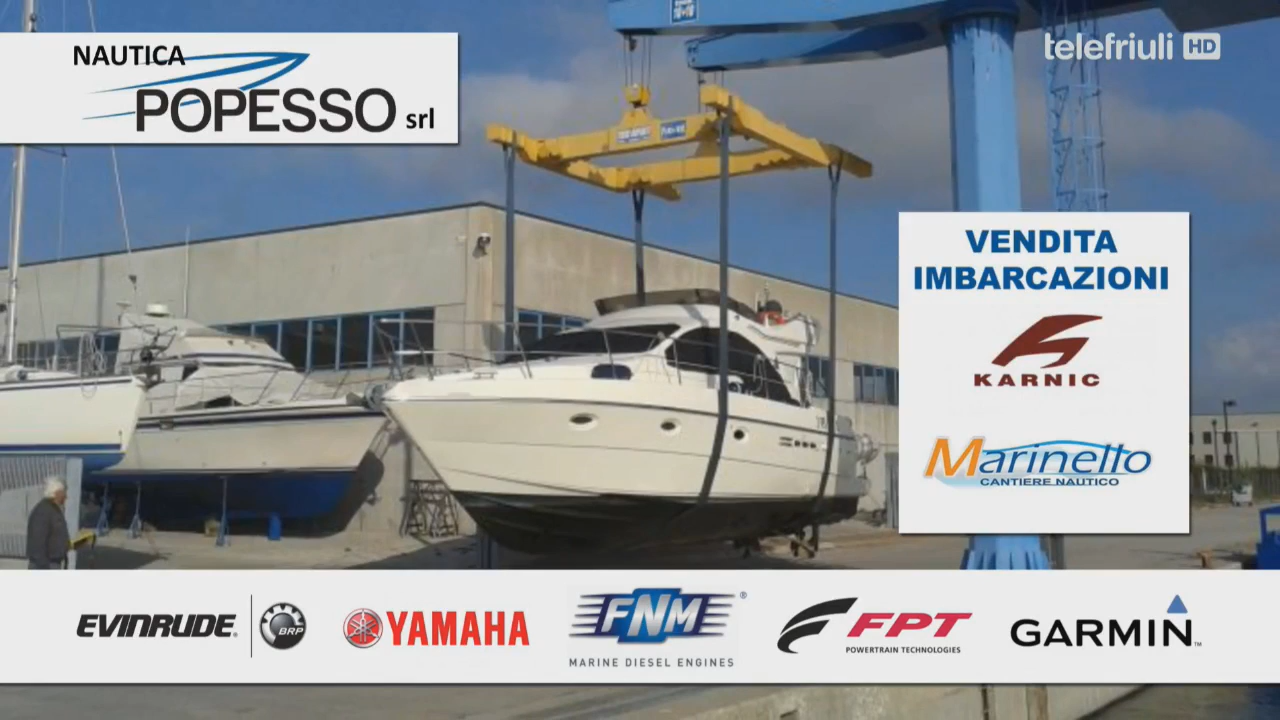 telefriuli HD
NAUTICA
POPESSO srl
VENDITA
IMBARCAZIONI
KARNIC
Marinello
CANTIERE NAUTICO
EVINRUDE BRP
YAMAHA
FNM®
MARINE DIESEL ENGINES
FPT
POWERTRAIN TECHNOLOGIES
GARMIN™